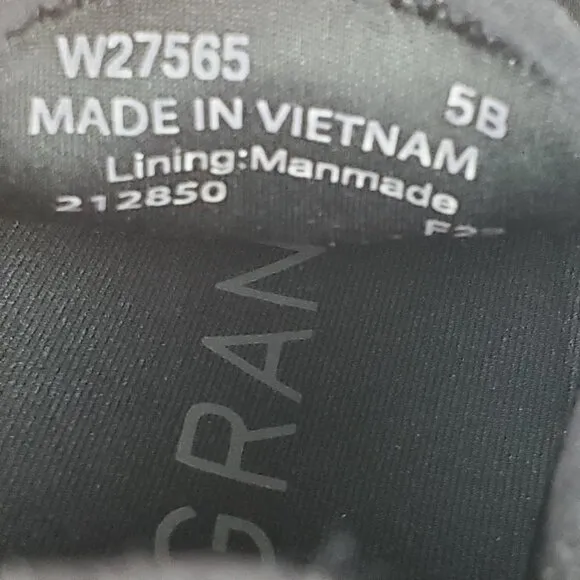 W27565
5B
MADE IN VIETNAM
Lining:Manmade
212850
GRAN